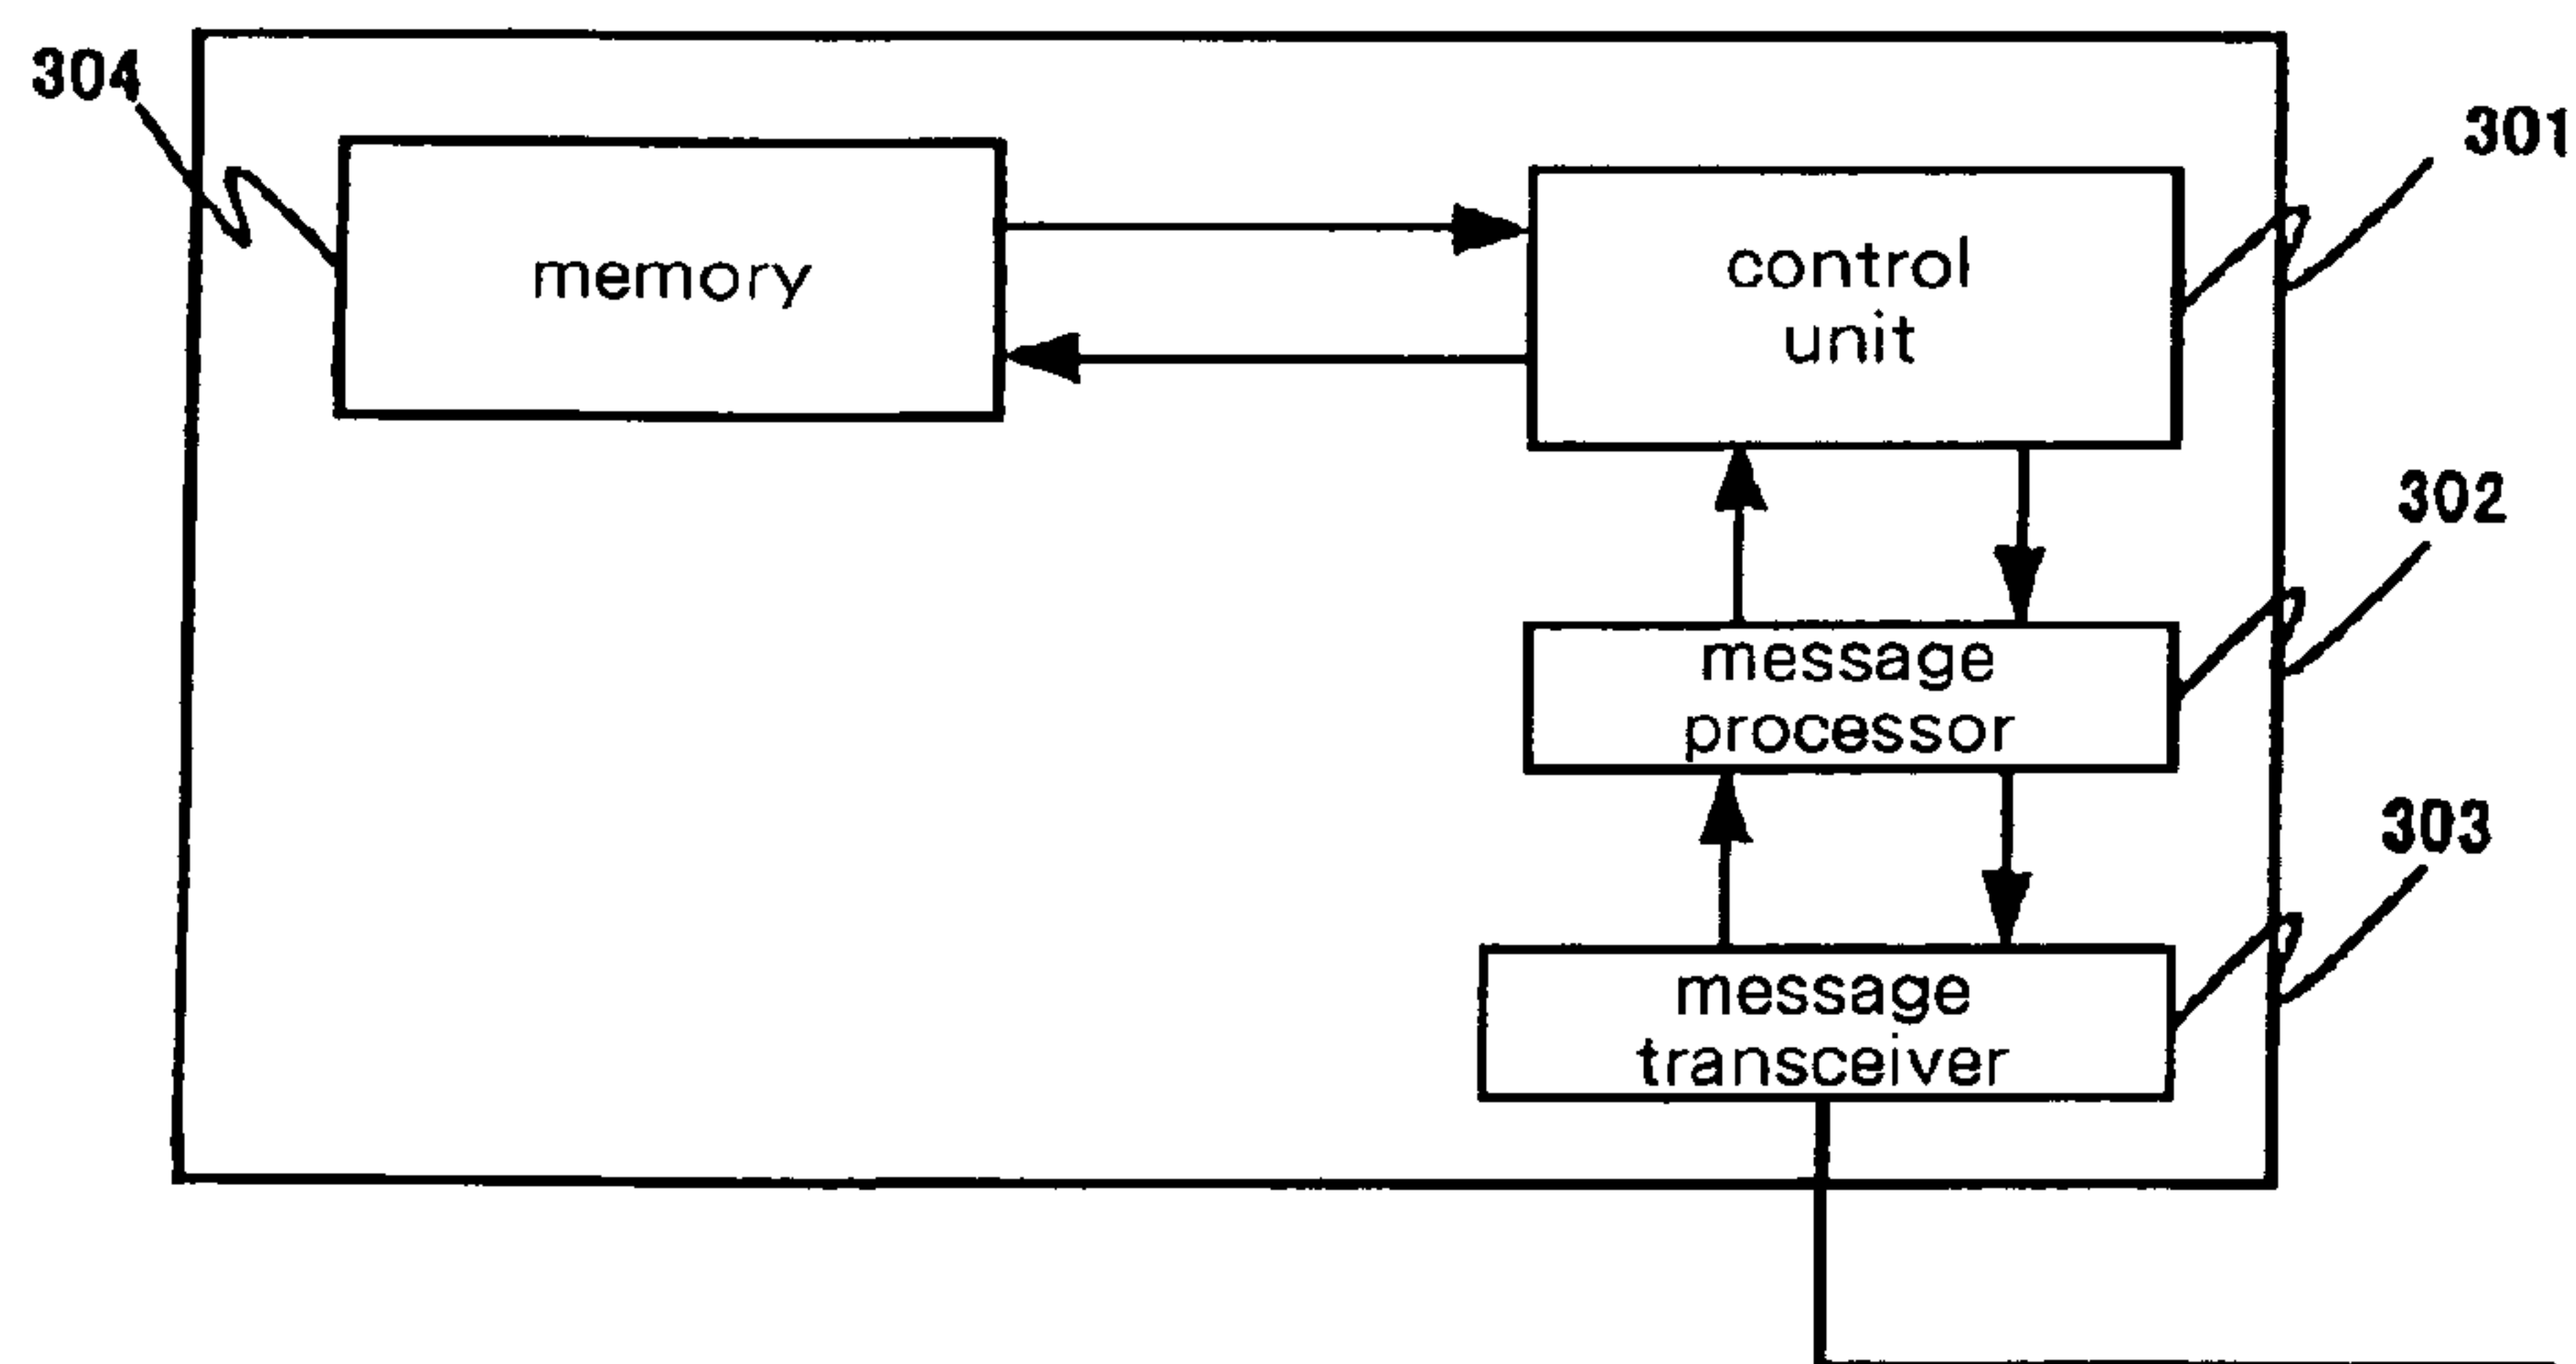 304
301
memory
control
unit
302
message
processor
303
message
transceiver